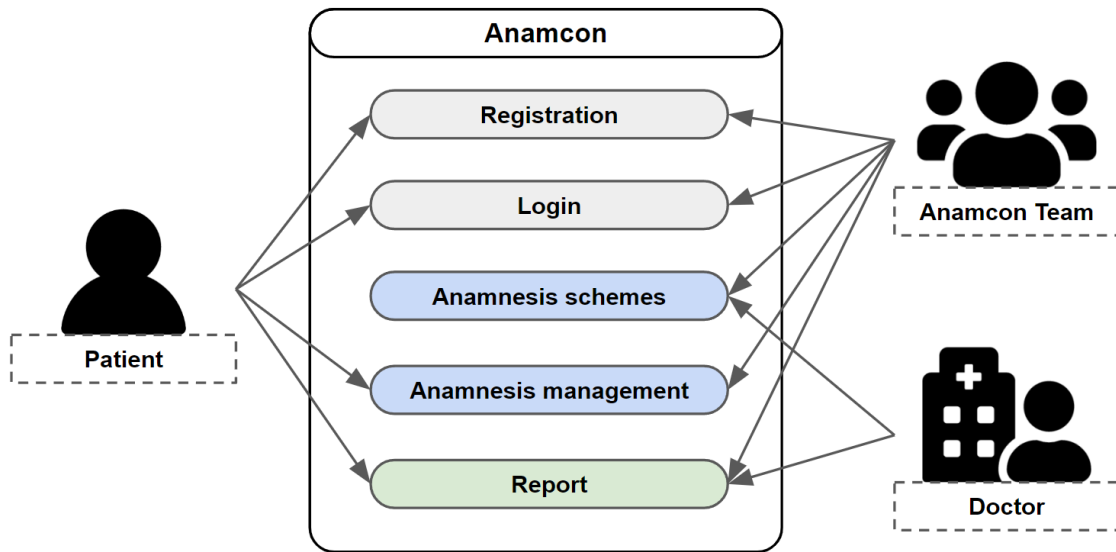 Anamcon
Registration
Login
Anamnesis schemes
Anamnesis management
Report
Patient
Anamcon Team
Doctor